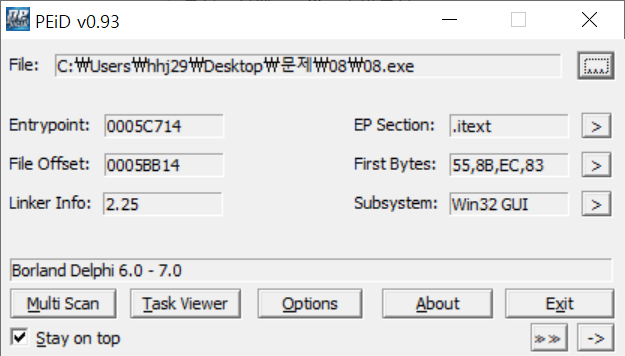 PEiD v0.93
File: C:₩Users₩hhj29₩Desktop₩문제₩08₩08.exe ...
Entrypoint: 0005C714 EP Section: .itext >
File Offset: 0005BB14 First Bytes: 55,8B,EC,83 >
Linker Info: 2.25 Subsystem: Win32 GUI >
Borland Delphi 6.0 - 7.0
Multi Scan Task Viewer Options About Exit
Stay on top >> ->